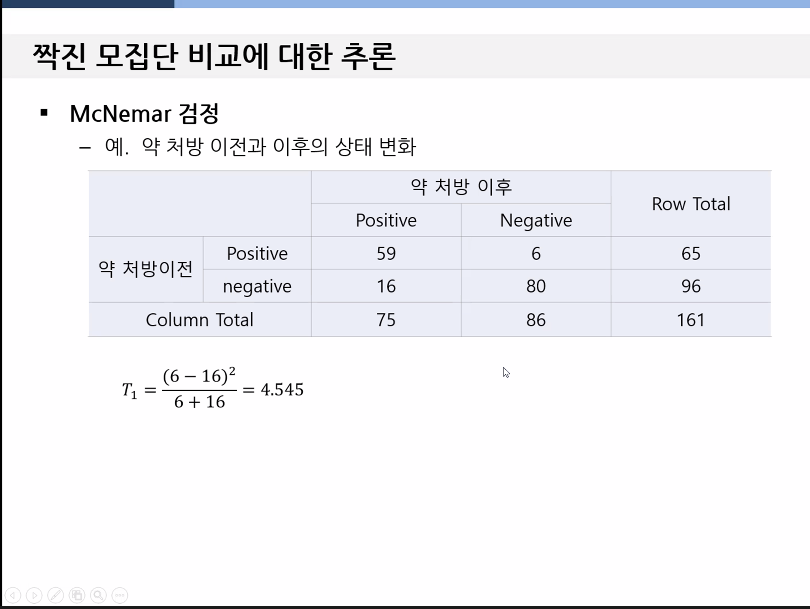 짝진 모집단 비교에 대한 추론
▪ McNemar 검정
– 예. 약 처방 이전과 이후의 상태 변화
약 처방 이후 Row Total
Positive Negative
약 처방이전 Positive 59 6 65
negative 16 80 96
Column Total 75 86 161
T₁ = (6 − 16)² / 6 + 16 = 4.545